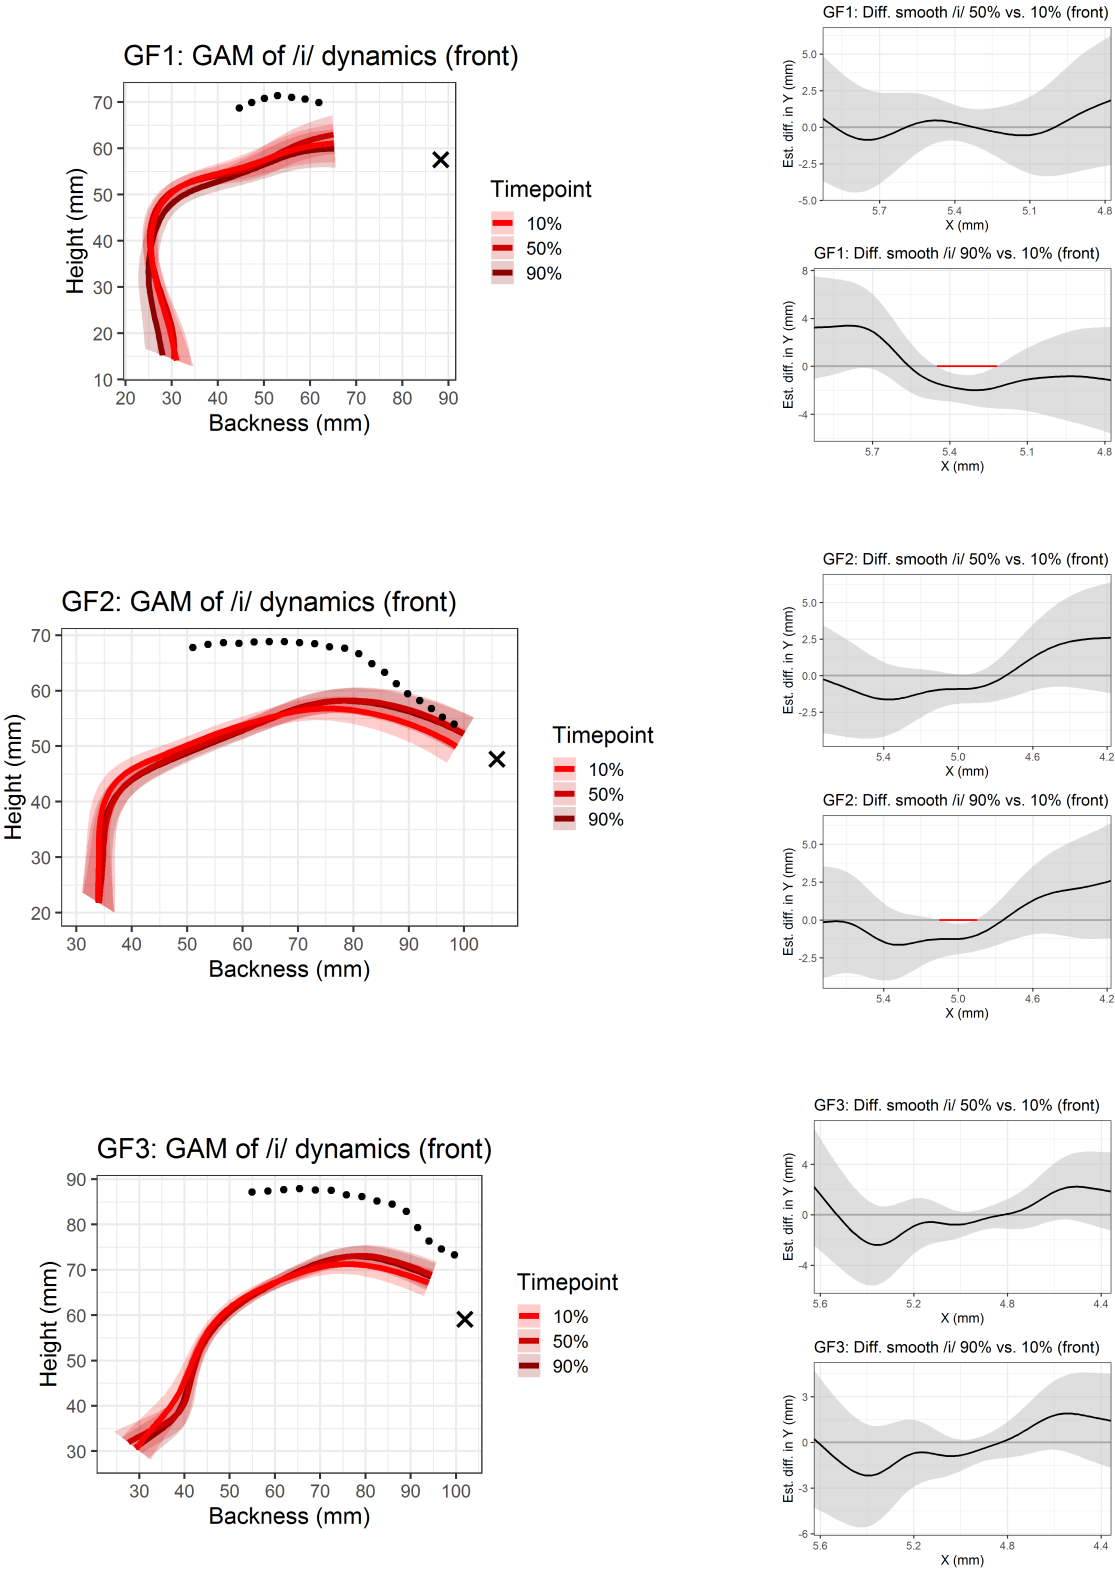 GF1: GAM of /i/ dynamics (front)
70
60
50
40
30
20
10
Height (mm)
20 30 40 50 60 70 80 90
Backness (mm)
Timepoint
10%
50%
90%
GF1: Diff. smooth /i/ 50% vs. 10% (front)
5.0
2.5
0.0
-2.5
-5.0
Est. diff. in Y (mm)
5.7 5.4 5.1 4.8
X (mm)
GF1: Diff. smooth /i/ 90% vs. 10% (front)
8
4
0
-4
Est. diff. in Y (mm)
5.7 5.4 5.1 4.8
X (mm)
GF2: GAM of /i/ dynamics (front)
70
60
50
40
30
20
Height (mm)
30 40 50 60 70 80 90 100
Backness (mm)
Timepoint
10%
50%
90%
GF2: Diff. smooth /i/ 50% vs. 10% (front)
5.0
2.5
0.0
-2.5
Est. diff. in Y (mm)
5.4 5.0 4.6 4.2
X (mm)
GF2: Diff. smooth /i/ 90% vs. 10% (front)
5.0
2.5
0.0
-2.5
Est. diff. in Y (mm)
5.4 5.0 4.6 4.2
X (mm)
GF3: GAM of /i/ dynamics (front)
90
80
70
60
50
40
30
Height (mm)
30 40 50 60 70 80 90 100
Backness (mm)
Timepoint
10%
50%
90%
GF3: Diff. smooth /i/ 50% vs. 10% (front)
4
0
-4
Est. diff. in Y (mm)
5.6 5.2 4.8 4.4
X (mm)
GF3: Diff. smooth /i/ 90% vs. 10% (front)
3
0
-3
-6
Est. diff. in Y (mm)
5.6 5.2 4.8 4.4
X (mm)